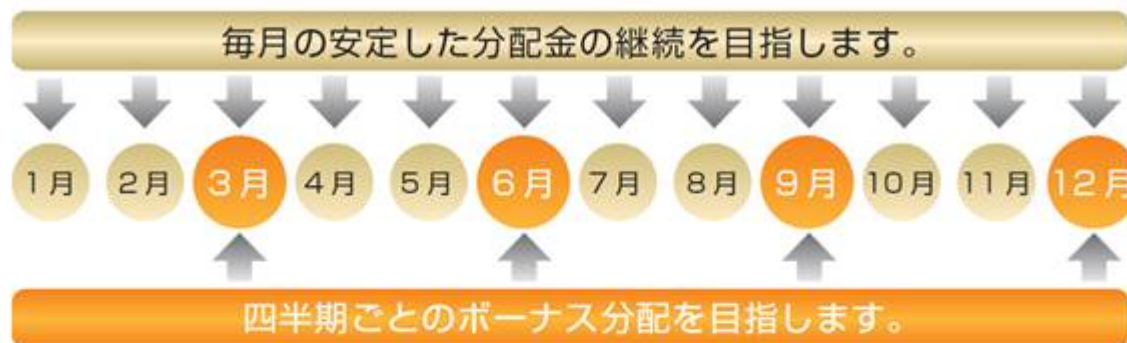 毎月の安定した分配金の継続を目指します。
1月 2月 3月 4月 5月 6月 7月 8月 9月 10月 11月 12月
四半期ごとのボーナス分配を目指します。